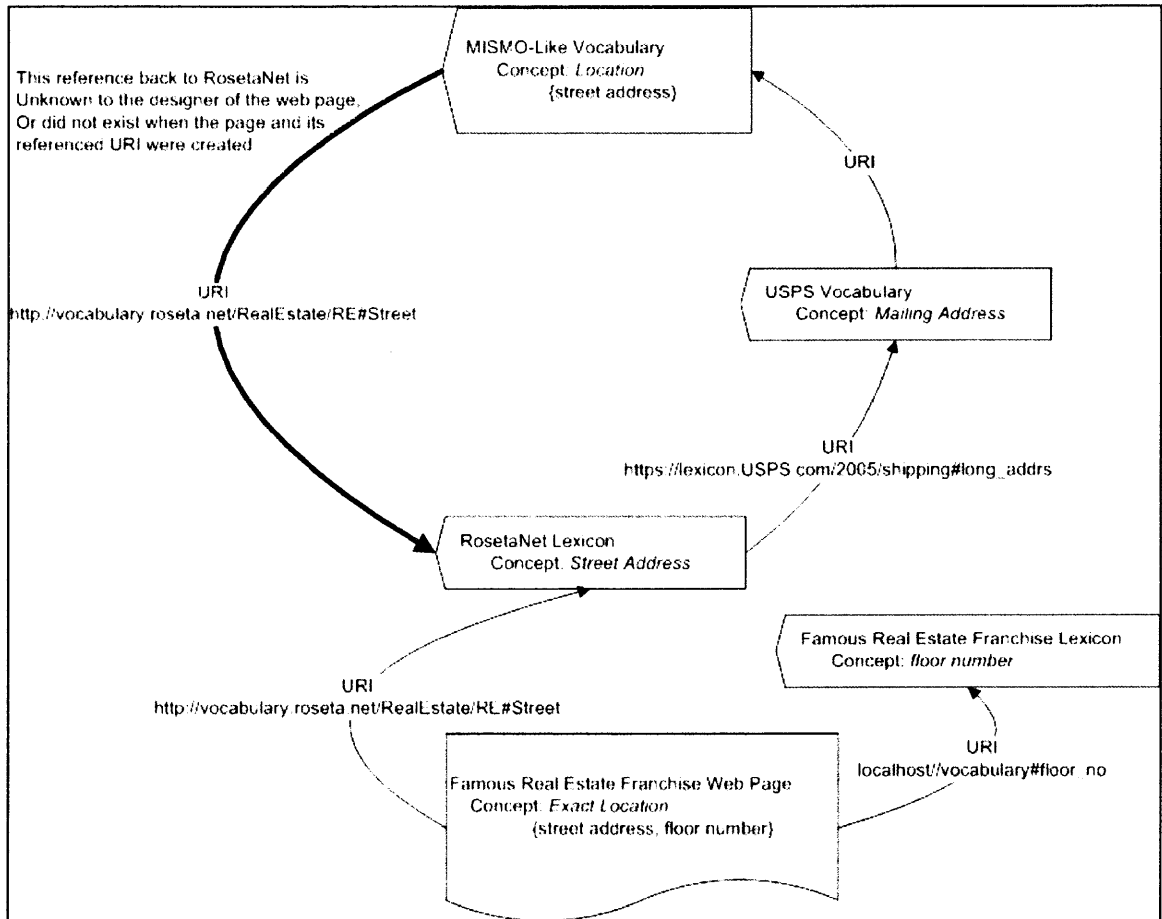 MISMO-Like Vocabulary
Concept: Location
{street address}
This reference back to RosetaNet is
Unknown to the designer of the web page,
Or did not exist when the page and its
referenced URI were created
URI
URI
http://vocabulary.roseta.net/RealEstate/RE#Street
USPS Vocabulary
Concept: Mailing Address
URI
https://lexicon.USPS.com/2005/shipping#long_addrs
RosetaNet Lexicon
Concept: Street Address
Famous Real Estate Franchise Lexicon
Concept: floor number
URI
http://vocabulary.roseta.net/RealEstate/RE#Street
URI
localhost//vocabulary#floor_no
Famous Real Estate Franchise Web Page
Concept: Exact Location
{street address, floor number}